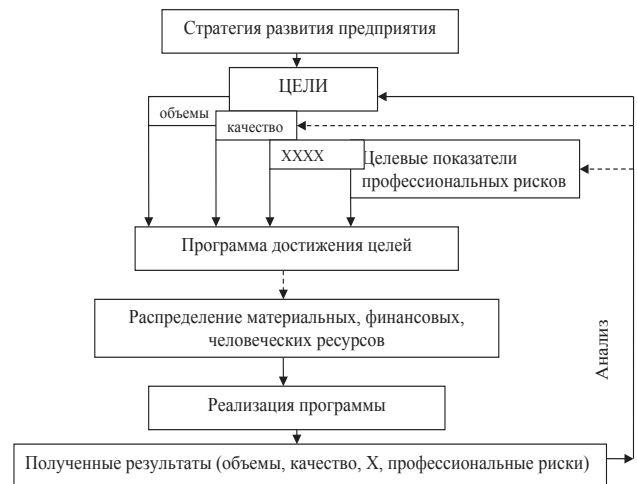 Стратегия развития предприятия
ЦЕЛИ
объемы
качество
XXXX
Целевые показатели
профессиональных рисков
Программа достижения целей
Распределение материальных, финансовых,
человеческих ресурсов
Анализ
Реализация программы
Полученные результаты (объемы, качество, X, профессиональные риски)